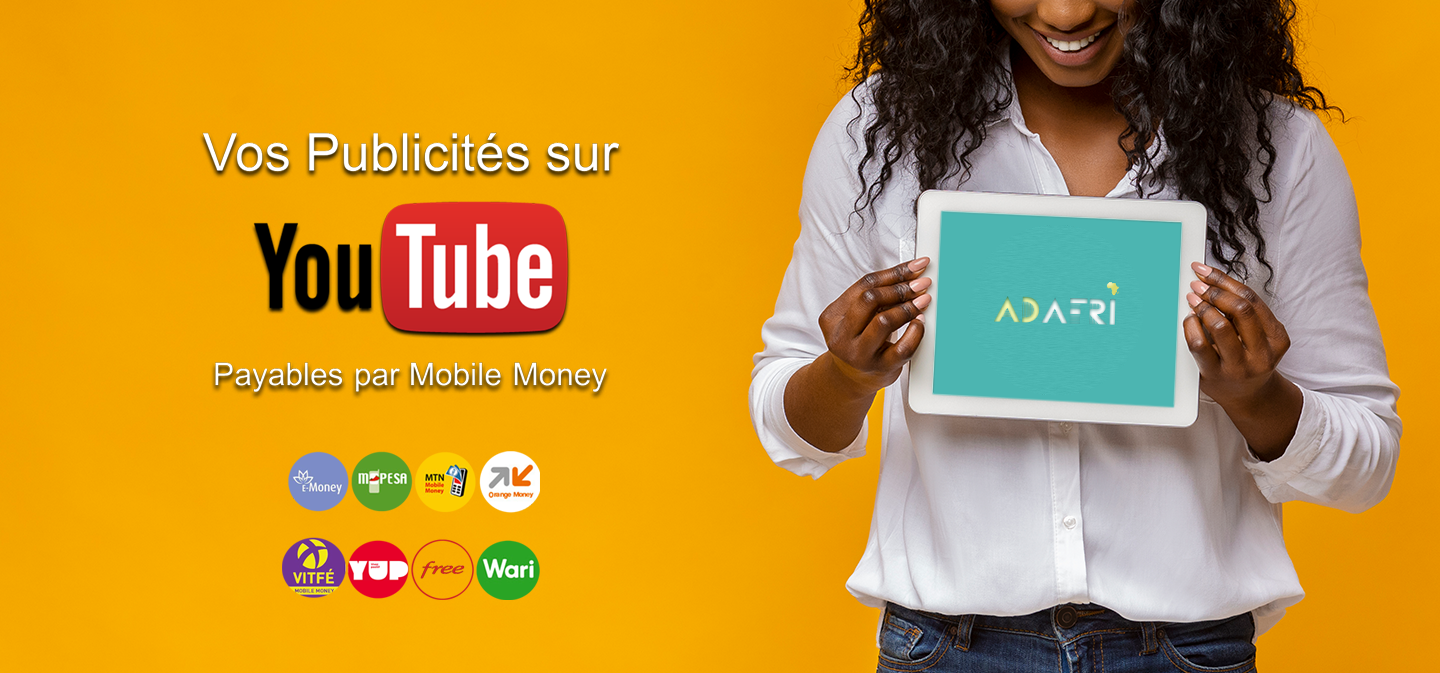 Vos Publicités sur
YouTube
Payables par Mobile Money
E-Money
M-PESA
MTN
Mobile
Money
Orange Money
VITFÉ
MOBILE MONEY
YUP
free
Wari
ADAFRI